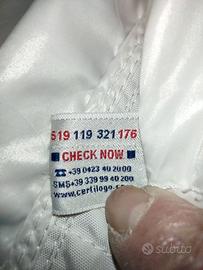 519 119 321 176
CHECK NOW
☎ +39 0423 40 2000
SMS +39 339 99 40 200
www.certilogo.
subito